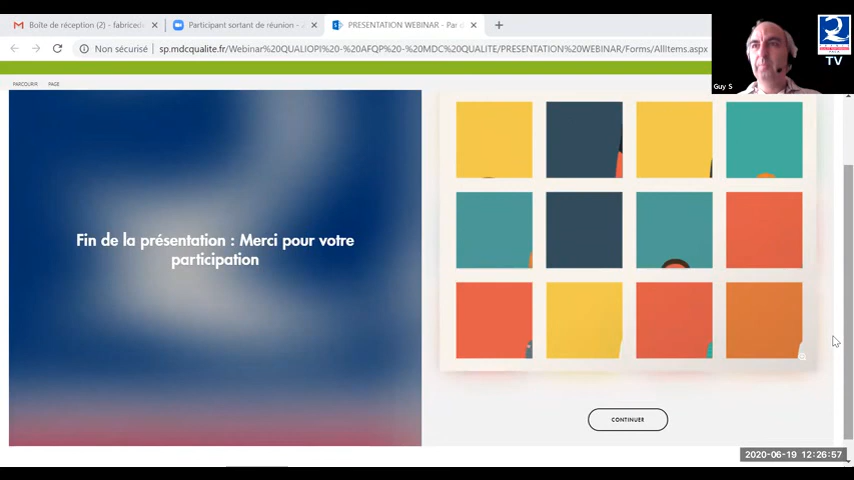 Boîte de réception (2) - fabriced
Participant sortant de réunion -
PRESENTATION WEBINAR - Par d
Non sécurisé
sp.mdcqualite.fr/Webinar%20QUALIOPI%20-%20AFQP%20-%20MDC%20QUALITE/PRESENTATION%20WEBINAR/Forms/AllItems.aspx
Guy S
TV
PARCOURIR PAGE
Fin de la présentation : Merci pour votre
participation
CONTINUER
2020-06-19 12:26:57